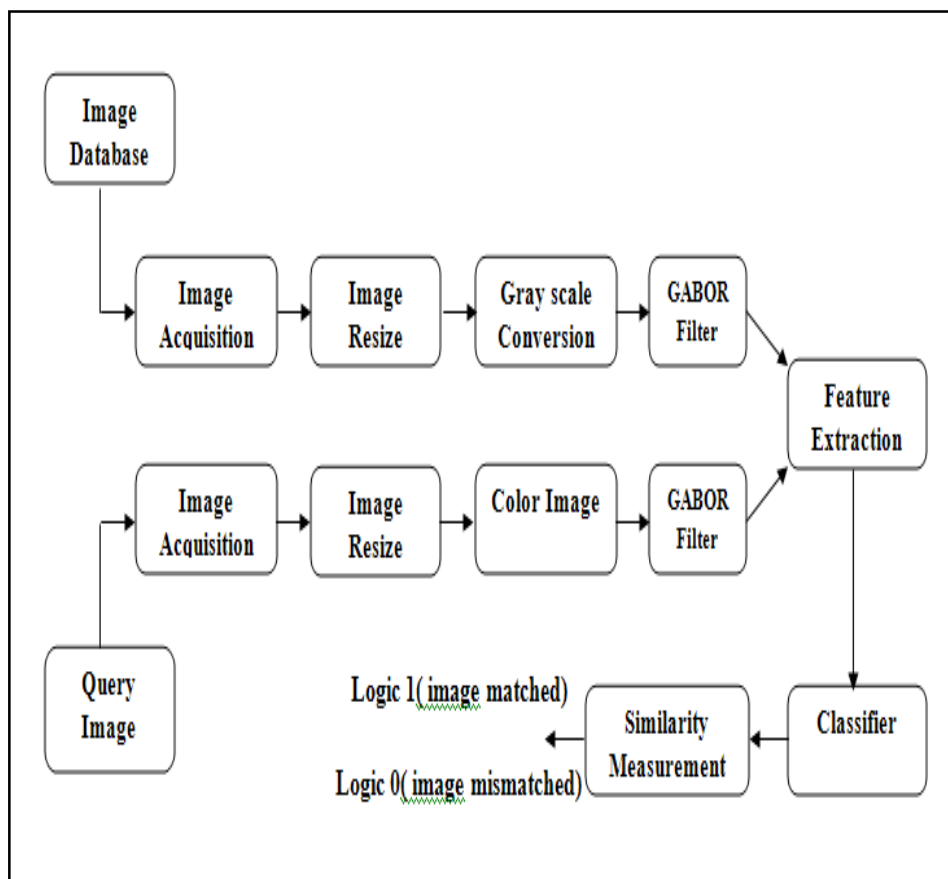 Image
Database
Image
Acquisition
Image
Resize
Gray scale
Conversion
GABOR
Filter
Feature
Extraction
Image
Acquisition
Image
Resize
Color Image
GABOR
Filter
Query
Image
Logic 1( image matched)
Logic 0( image mismatched)
Similarity
Measurement
Classifier